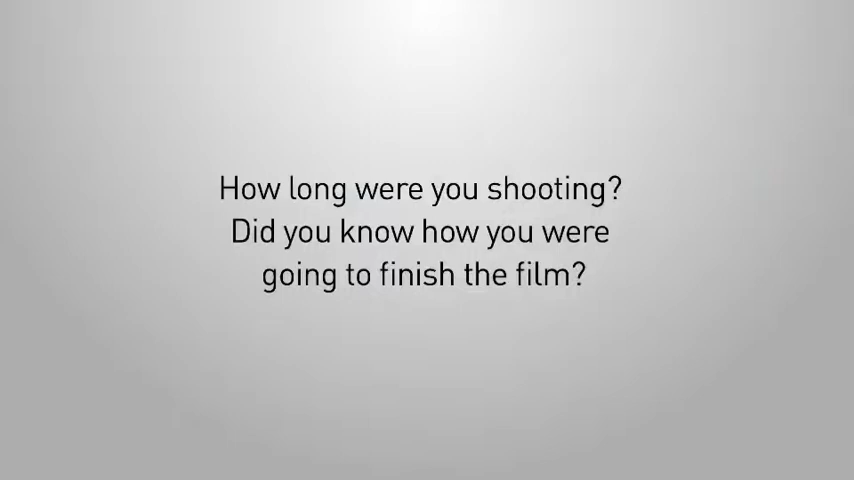 How long were you shooting?
Did you know how you were
going to finish the film?